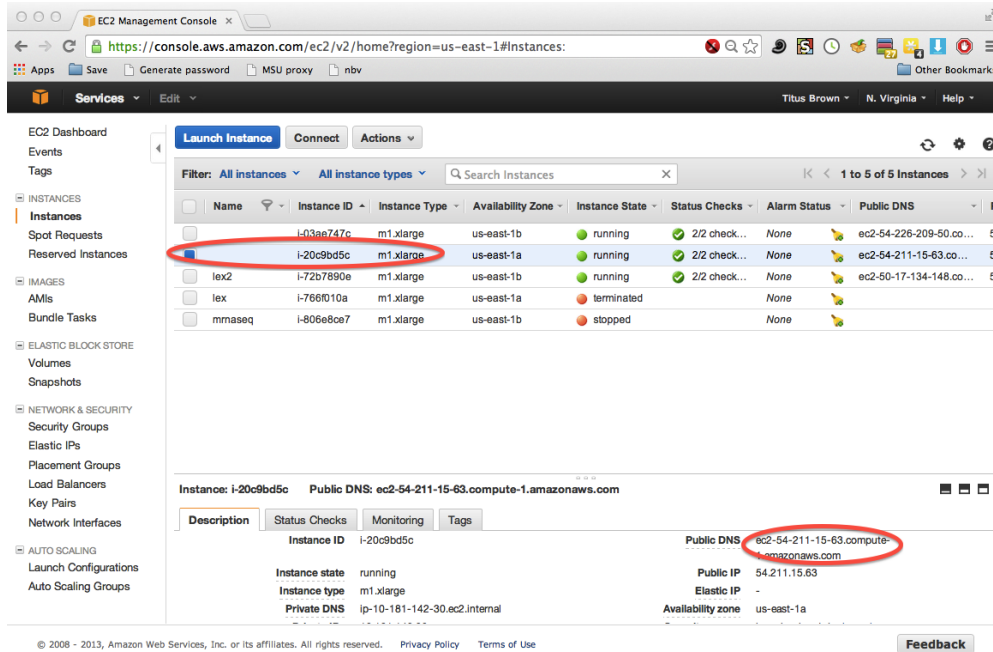 EC2 Management Console ×
https://console.aws.amazon.com/ec2/v2/home?region=us-east-1#Instances:
Apps Save Generate password MSU proxy nbv Other Bookmark
Services Edit Titus Brown N. Virginia Help
EC2 Dashboard
Events
Tags
INSTANCES
Instances
Spot Requests
Reserved Instances
IMAGES
AMIs
Bundle Tasks
ELASTIC BLOCK STORE
Volumes
Snapshots
NETWORK & SECURITY
Security Groups
Elastic IPs
Placement Groups
Load Balancers
Key Pairs
Network Interfaces
AUTO SCALING
Launch Configurations
Auto Scaling Groups
Launch Instance Connect Actions
Filter: All instances All instance types Search Instances × 1 to 5 of 5 Instances
Name Instance ID Instance Type Availability Zone Instance State Status Checks Alarm Status Public DNS
i-03ae747c m1.xlarge us-east-1b running 2/2 check... None ec2-54-226-209-50.co... 5
i-20c9bd5c m1.xlarge us-east-1a running 2/2 check... None ec2-54-211-15-63.co... 5
lex2 i-72b7890e m1.xlarge us-east-1b running 2/2 check... None ec2-50-17-134-148.co... 5
lex i-766f010a m1.xlarge us-east-1a terminated None
mrnaseq i-806e8ce7 m1.xlarge us-east-1b stopped None
Instance: i-20c9bd5c Public DNS: ec2-54-211-15-63.compute-1.amazonaws.com
Description Status Checks Monitoring Tags
Instance ID i-20c9bd5c Public DNS ec2-54-211-15-63.compute-
1.amazonaws.com
Instance state running Public IP 54.211.15.63
Instance type m1.xlarge Elastic IP -
Private DNS ip-10-181-142-30.ec2.internal Availability zone us-east-1a
© 2008 - 2013, Amazon Web Services, Inc. or its affiliates. All rights reserved. Privacy Policy Terms of Use Feedback